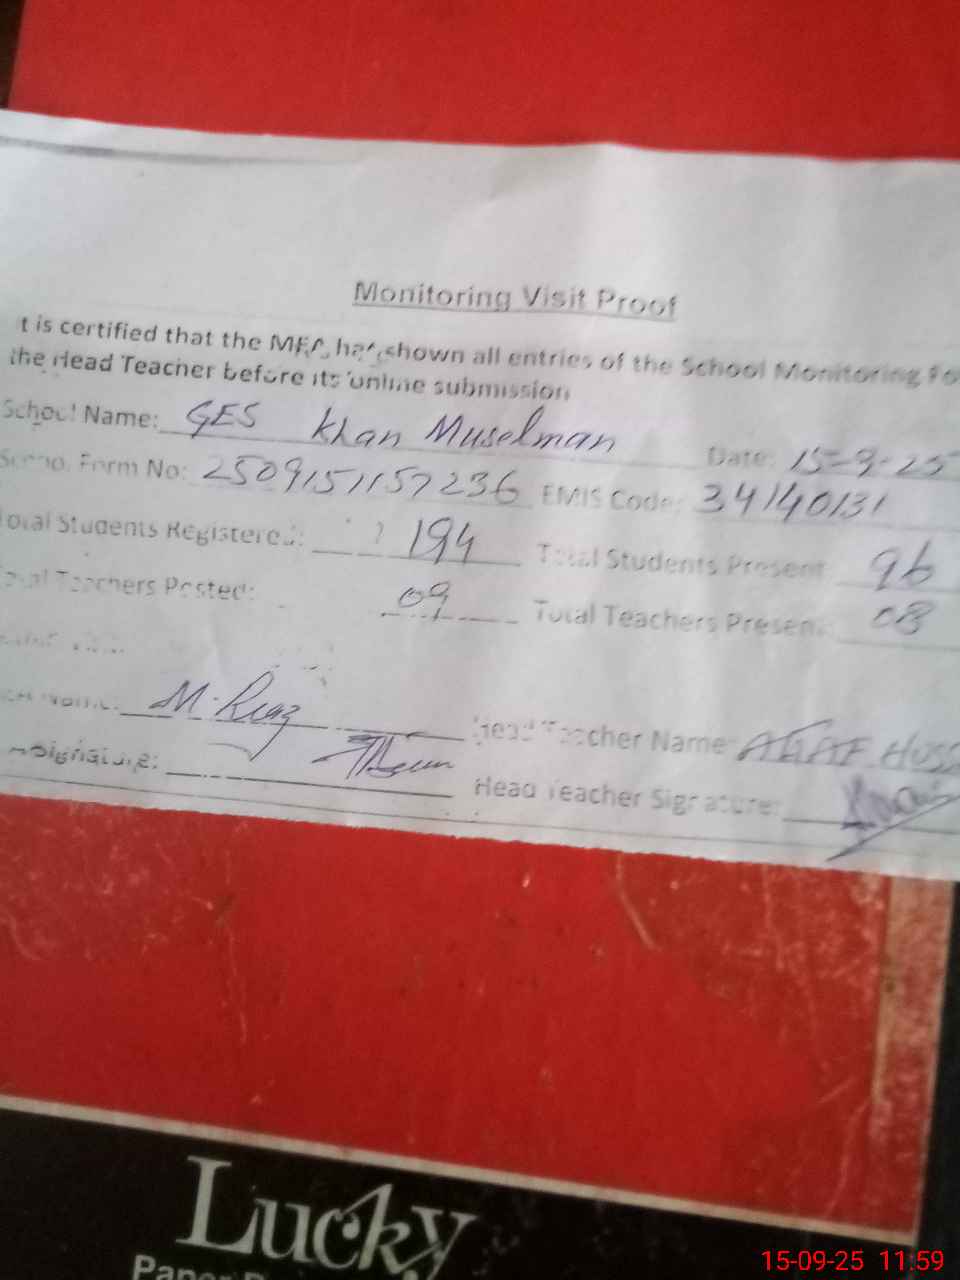 Monitoring Visit Proof
t is certified that the MEA has shown all entries of the School Monitoring Fo
the Head Teacher before its online submission
School Name: GES Khan Muselman Date: 15-9-25
School Form No: 2509151157236 EMIS Code: 34140131
Total Students Registered: 194 Total Students Present 96
Total Teachers Posted: 09 Total Teachers Present: 08
Name: M. Riaz Head Teacher Name:
Signature: Head Teacher Signature:
Lucky
Paper
15-09-25 11:59